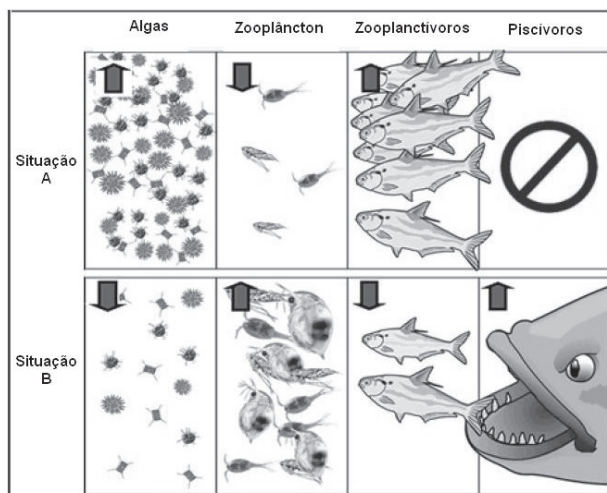 Algas Zooplâncton Zooplanctívoros Piscívoros
Situação
A
Situação
B